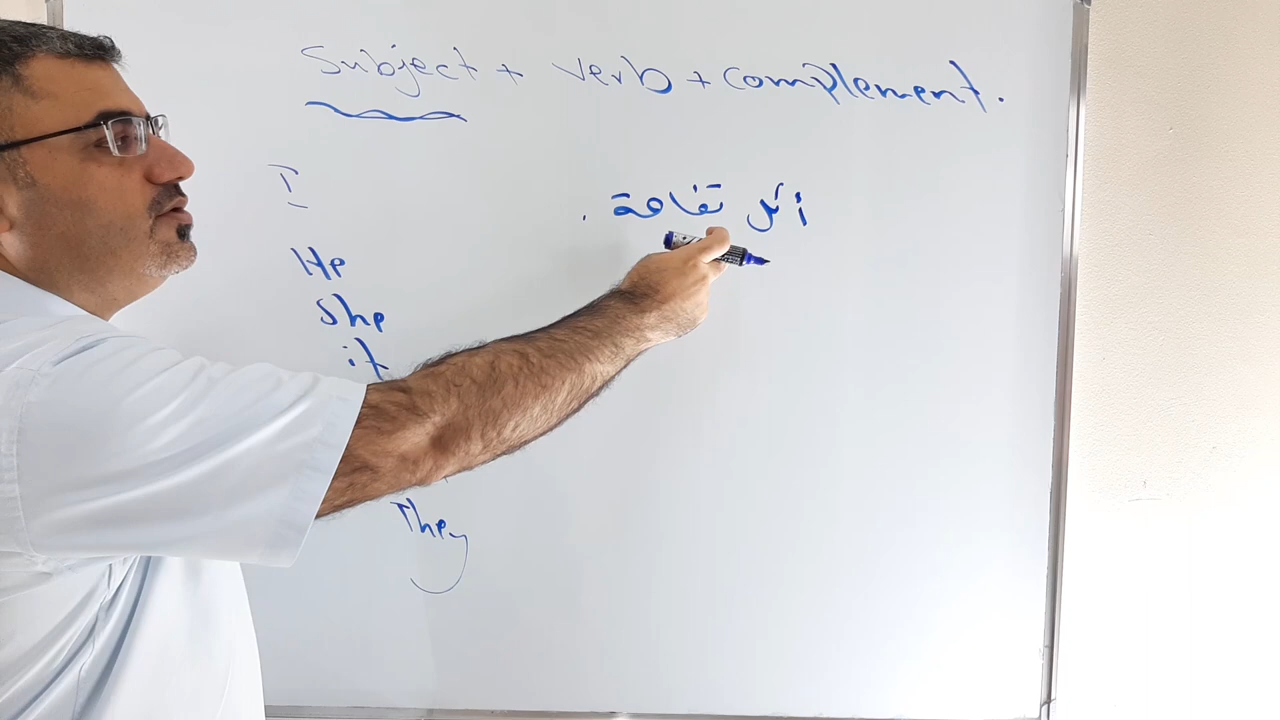 Subject + verb + complement.
I
أكل تفاحة .
He
She
it
They